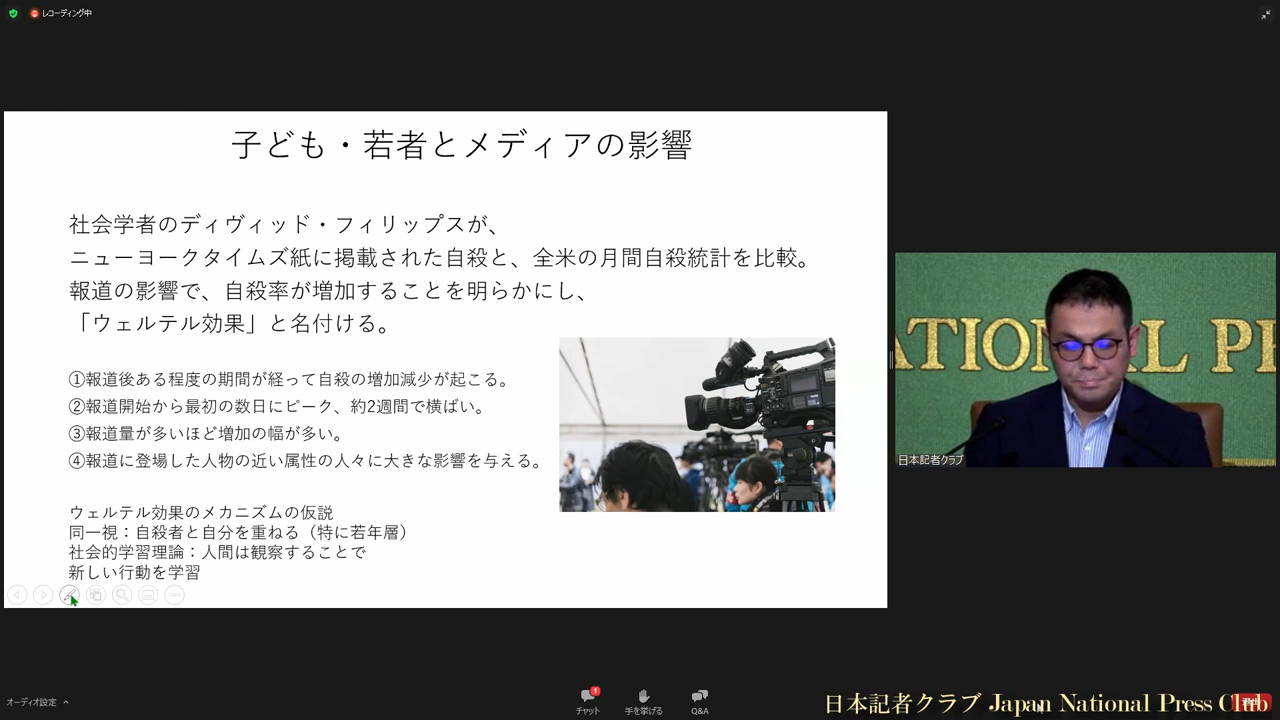 レコーディング中
子ども・若者とメディアの影響
社会学者のディヴィッド・フィリップスが、
ニューヨークタイムズ紙に掲載された自殺と、全米の月間自殺統計を比較。
報道の影響で、自殺率が増加することを明らかにし、
「ウェルテル効果」と名付ける。
①報道後ある程度の期間が経って自殺の増加減少が起こる。
②報道開始から最初の数日にピーク、約2週間で横ばい。
③報道量が多いほど増加の幅が多い。
④報道に登場した人物の近い属性の人々に大きな影響を与える。
ウェルテル効果のメカニズムの仮説
同一視：自殺者と自分を重ねる（特に若年層）
社会的学習理論：人間は観察することで
新しい行動を学習
ATIONAL PR
日本記者クラブ
オーディオ設定
1
チャット
手を挙げる
Q&A
日本記者クラブ Japan National Press Club